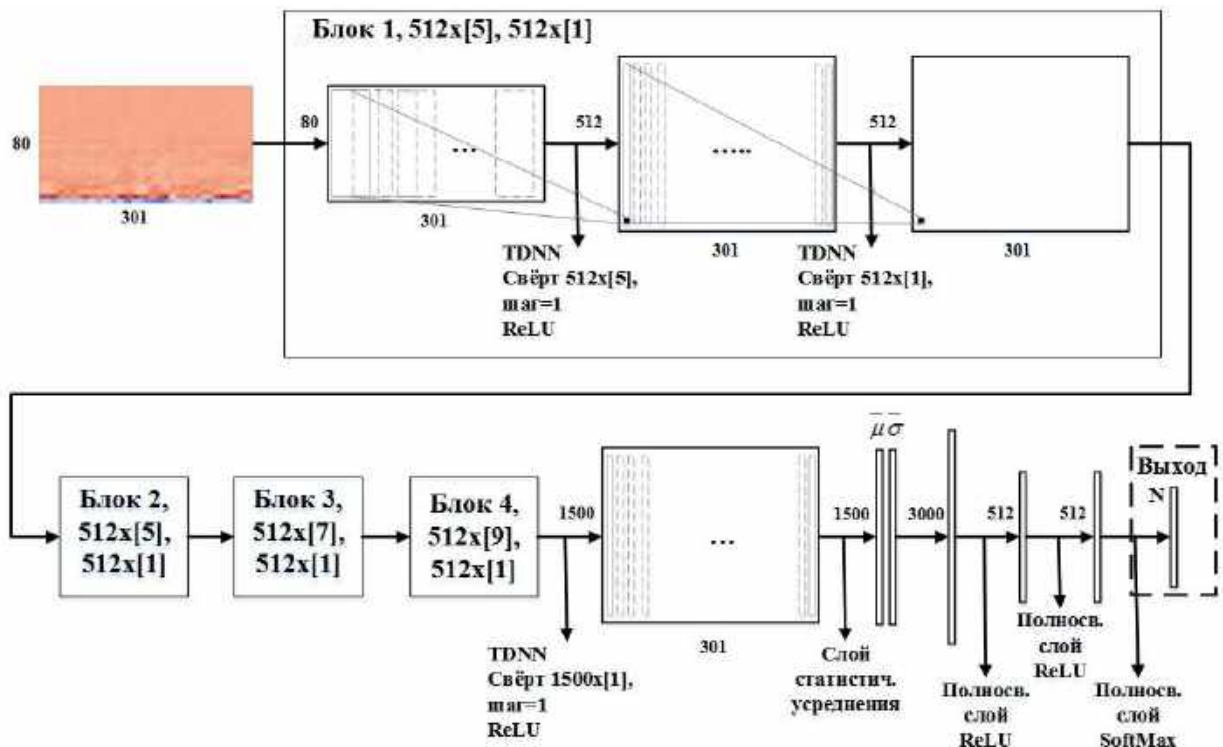 Блок 1, 512x[5], 512x[1]
80
301
80
301
512
TDNN
Свёрт 512x[5],
шаг=1
ReLU
301
512
TDNN
Свёрт 512x[1],
шаг=1
ReLU
301
Блок 2,
512x[5],
512x[1]
Блок 3,
512x[7],
512x[1]
Блок 4,
512x[9],
512x[1]
1500
TDNN
Свёрт 1500x[1],
шаг=1
ReLU
301
1500
Слой
статистич.
усреднения
μ σ
3000
512
Полносв.
слой
ReLU
512
Полносв.
слой
ReLU
Выход
N
Полносв.
слой
SoftMax